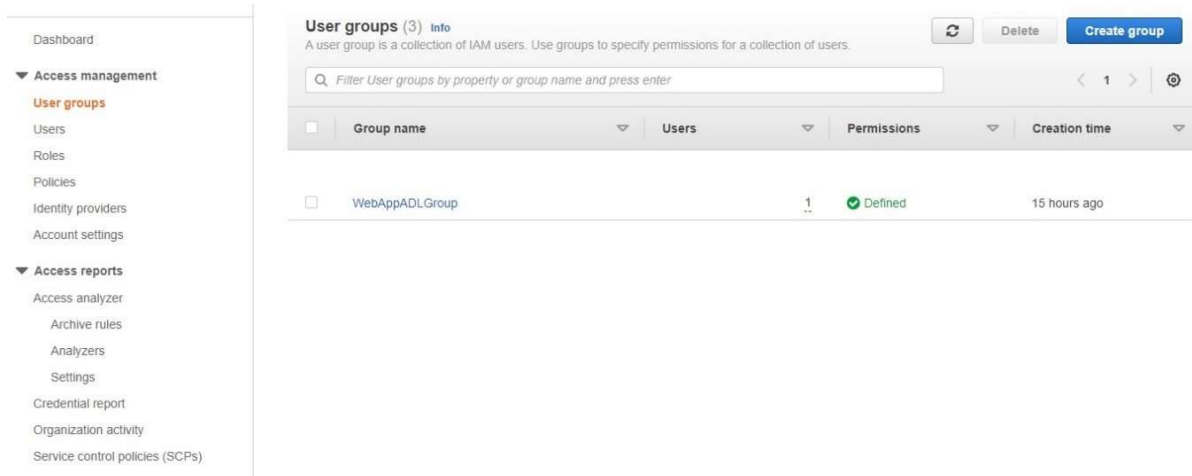 Dashboard
Access management
User groups
Users
Roles
Policies
Identity providers
Account settings
Access reports
Access analyzer
Archive rules
Analyzers
Settings
Credential report
Organization activity
Service control policies (SCPs)
User groups (3) Info
A user group is a collection of IAM users. Use groups to specify permissions for a collection of users.
Delete
Create group
Filter User groups by property or group name and press enter
1
Group name Users Permissions Creation time
WebAppADLGroup 1 Defined 15 hours ago